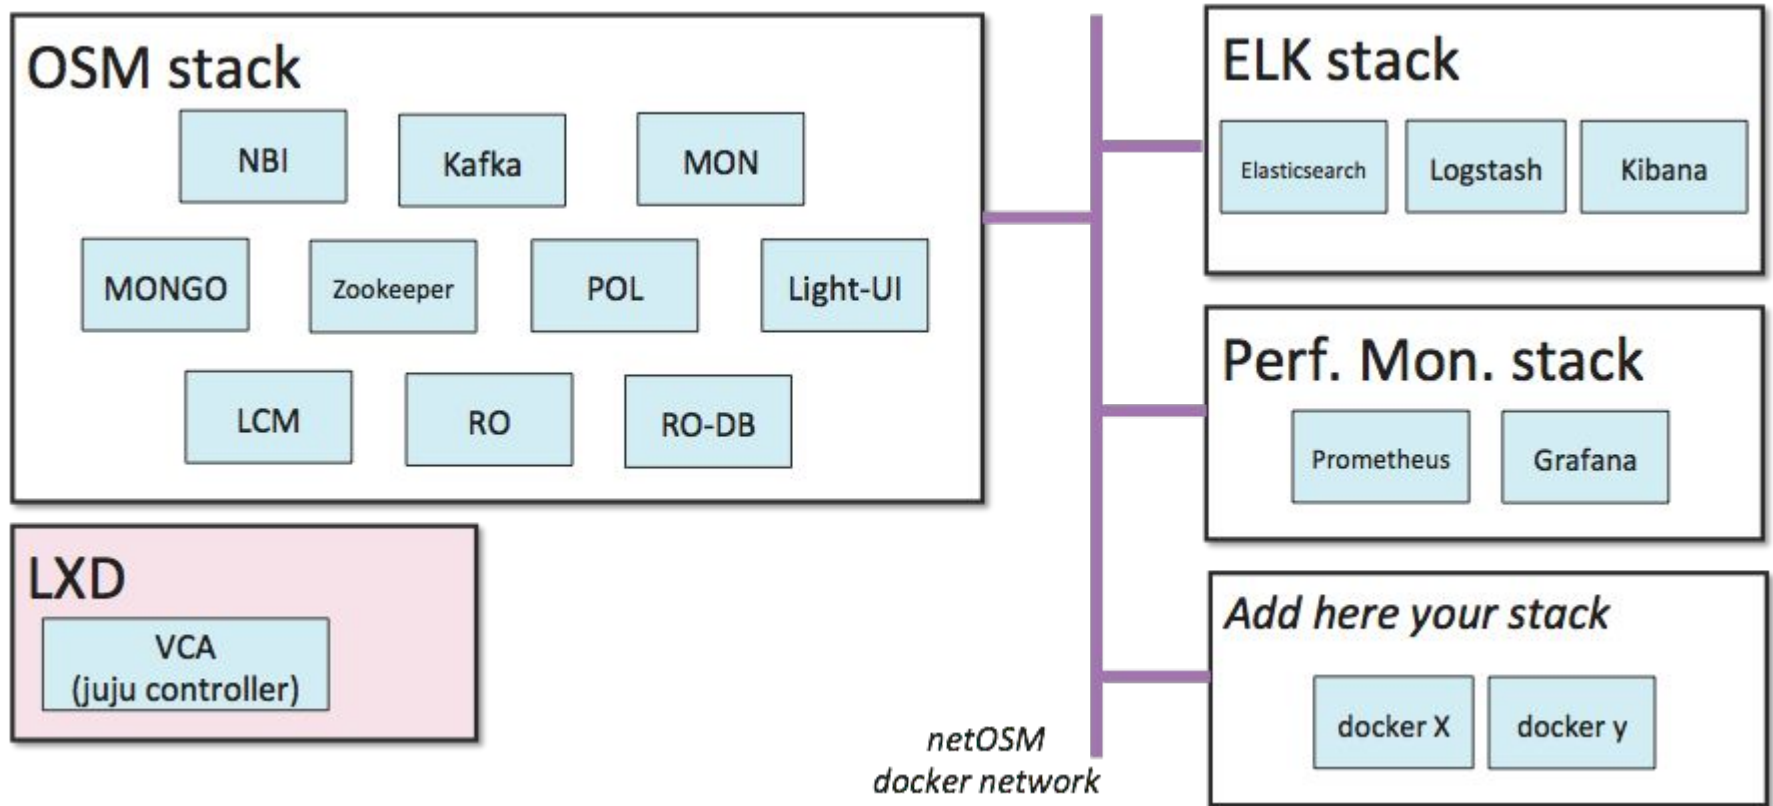 OSM stack
NBI
Kafka
MON
MONGO
Zookeeper
POL
Light-UI
LCM
RO
RO-DB
LXD
VCA
(juju controller)
netOSM
docker network
ELK stack
Elasticsearch
Logstash
Kibana
Perf. Mon. stack
Prometheus
Grafana
Add here your stack
docker X
docker y